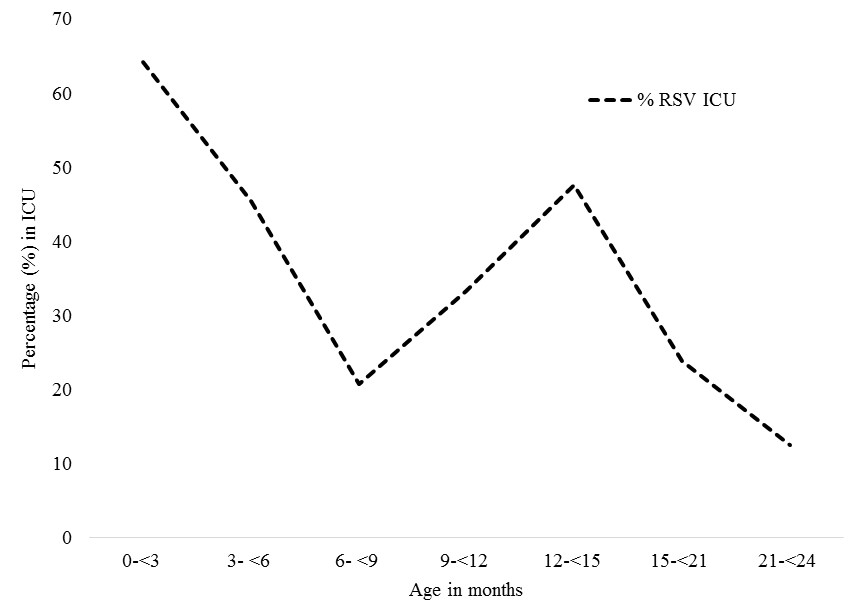 70
60
50
40
30
20
10
0
% RSV ICU
Percentage (%) in ICU
0-<3 3- <6 6- <9 9-<12 12-<15 15-<21 21-<24
Age in months